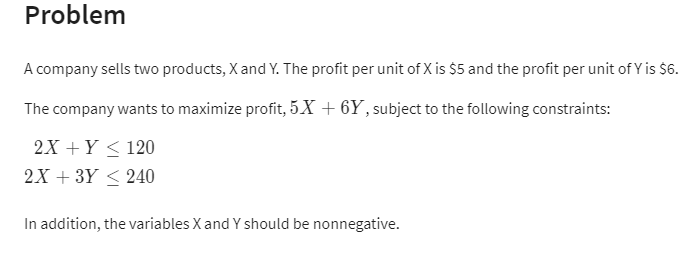 Problem
A company sells two products, X and Y. The profit per unit of X is $5 and the profit per unit of Y is $6.
The company wants to maximize profit, 5X + 6Y, subject to the following constraints:
2X + Y ≤ 120
2X + 3Y ≤ 240
In addition, the variables X and Y should be nonnegative.